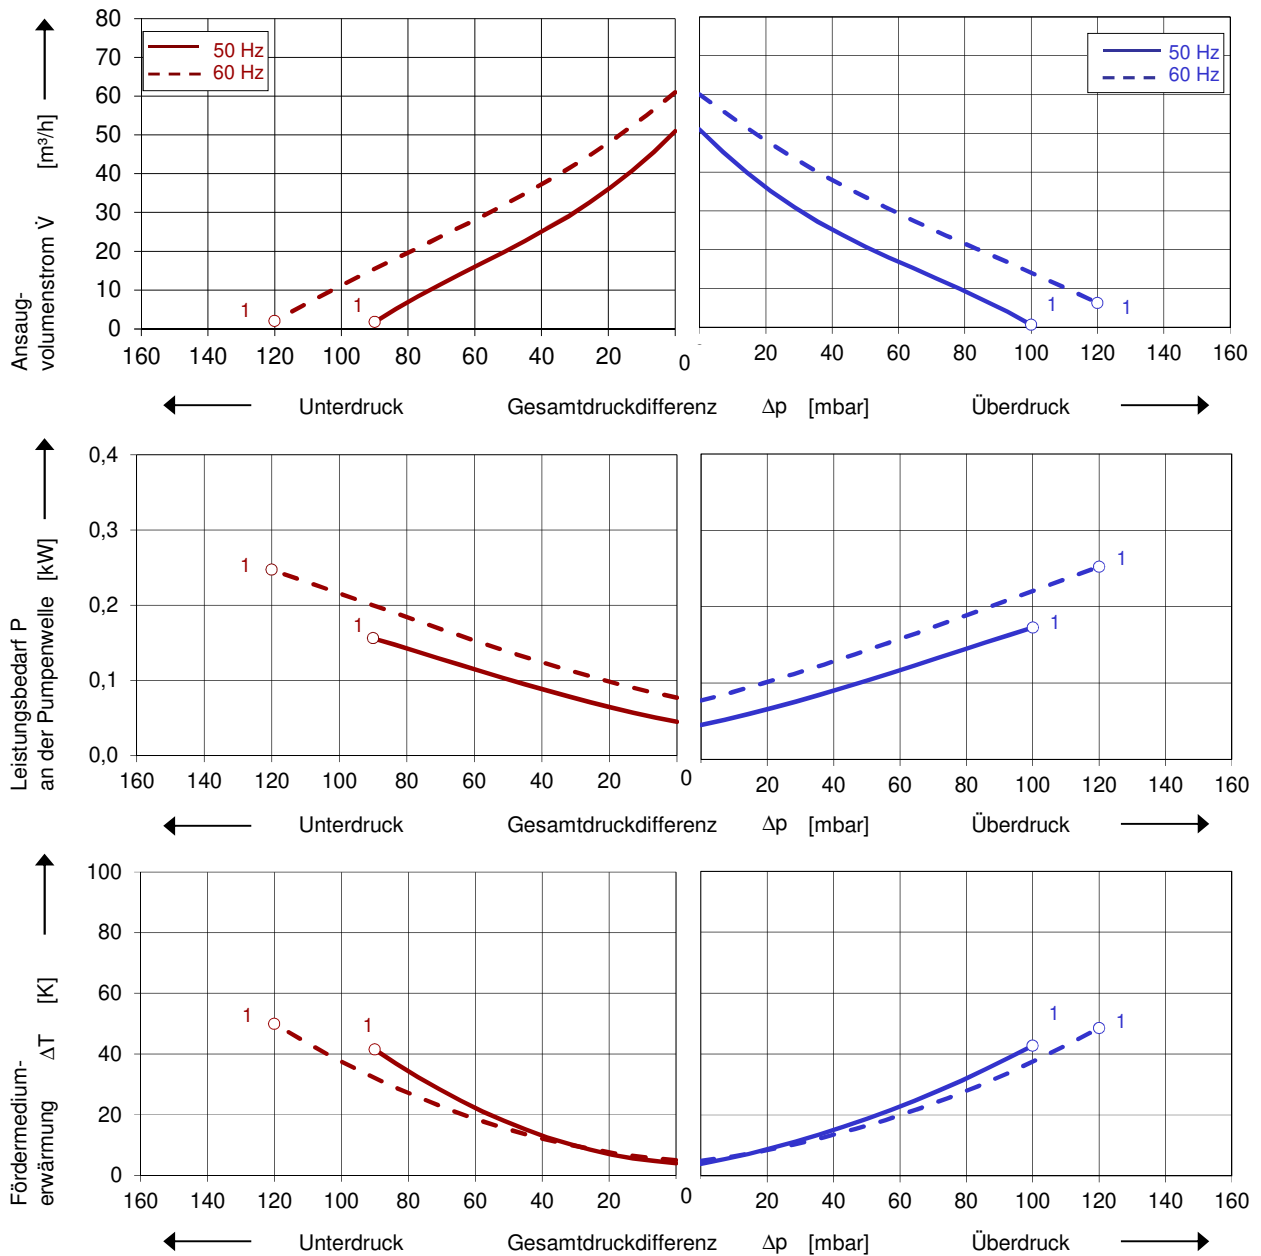 80
70
60
50
40
30
20
10
0
50 Hz
60 Hz
50 Hz
60 Hz
1
1
1
1
160 140 120 100 80 60 40 20 0 20 40 60 80 100 120 140 160
Ansaug-
volumenstrom V̇ [m³/h]
Unterdruck Gesamtdruckdifferenz Δp [mbar] Überdruck
0,4
0,3
0,2
0,1
0,0
1
1
1
1
160 140 120 100 80 60 40 20 0 20 40 60 80 100 120 140 160
Leistungsbedarf P
an der Pumpenwelle [kW]
Unterdruck Gesamtdruckdifferenz Δp [mbar] Überdruck
100
80
60
40
20
0
1
1
1
1
160 140 120 100 80 60 40 20 0 20 40 60 80 100 120 140 160
Fördermedium-
erwärmung ΔT [K]
Unterdruck Gesamtdruckdifferenz Δp [mbar] Überdruck